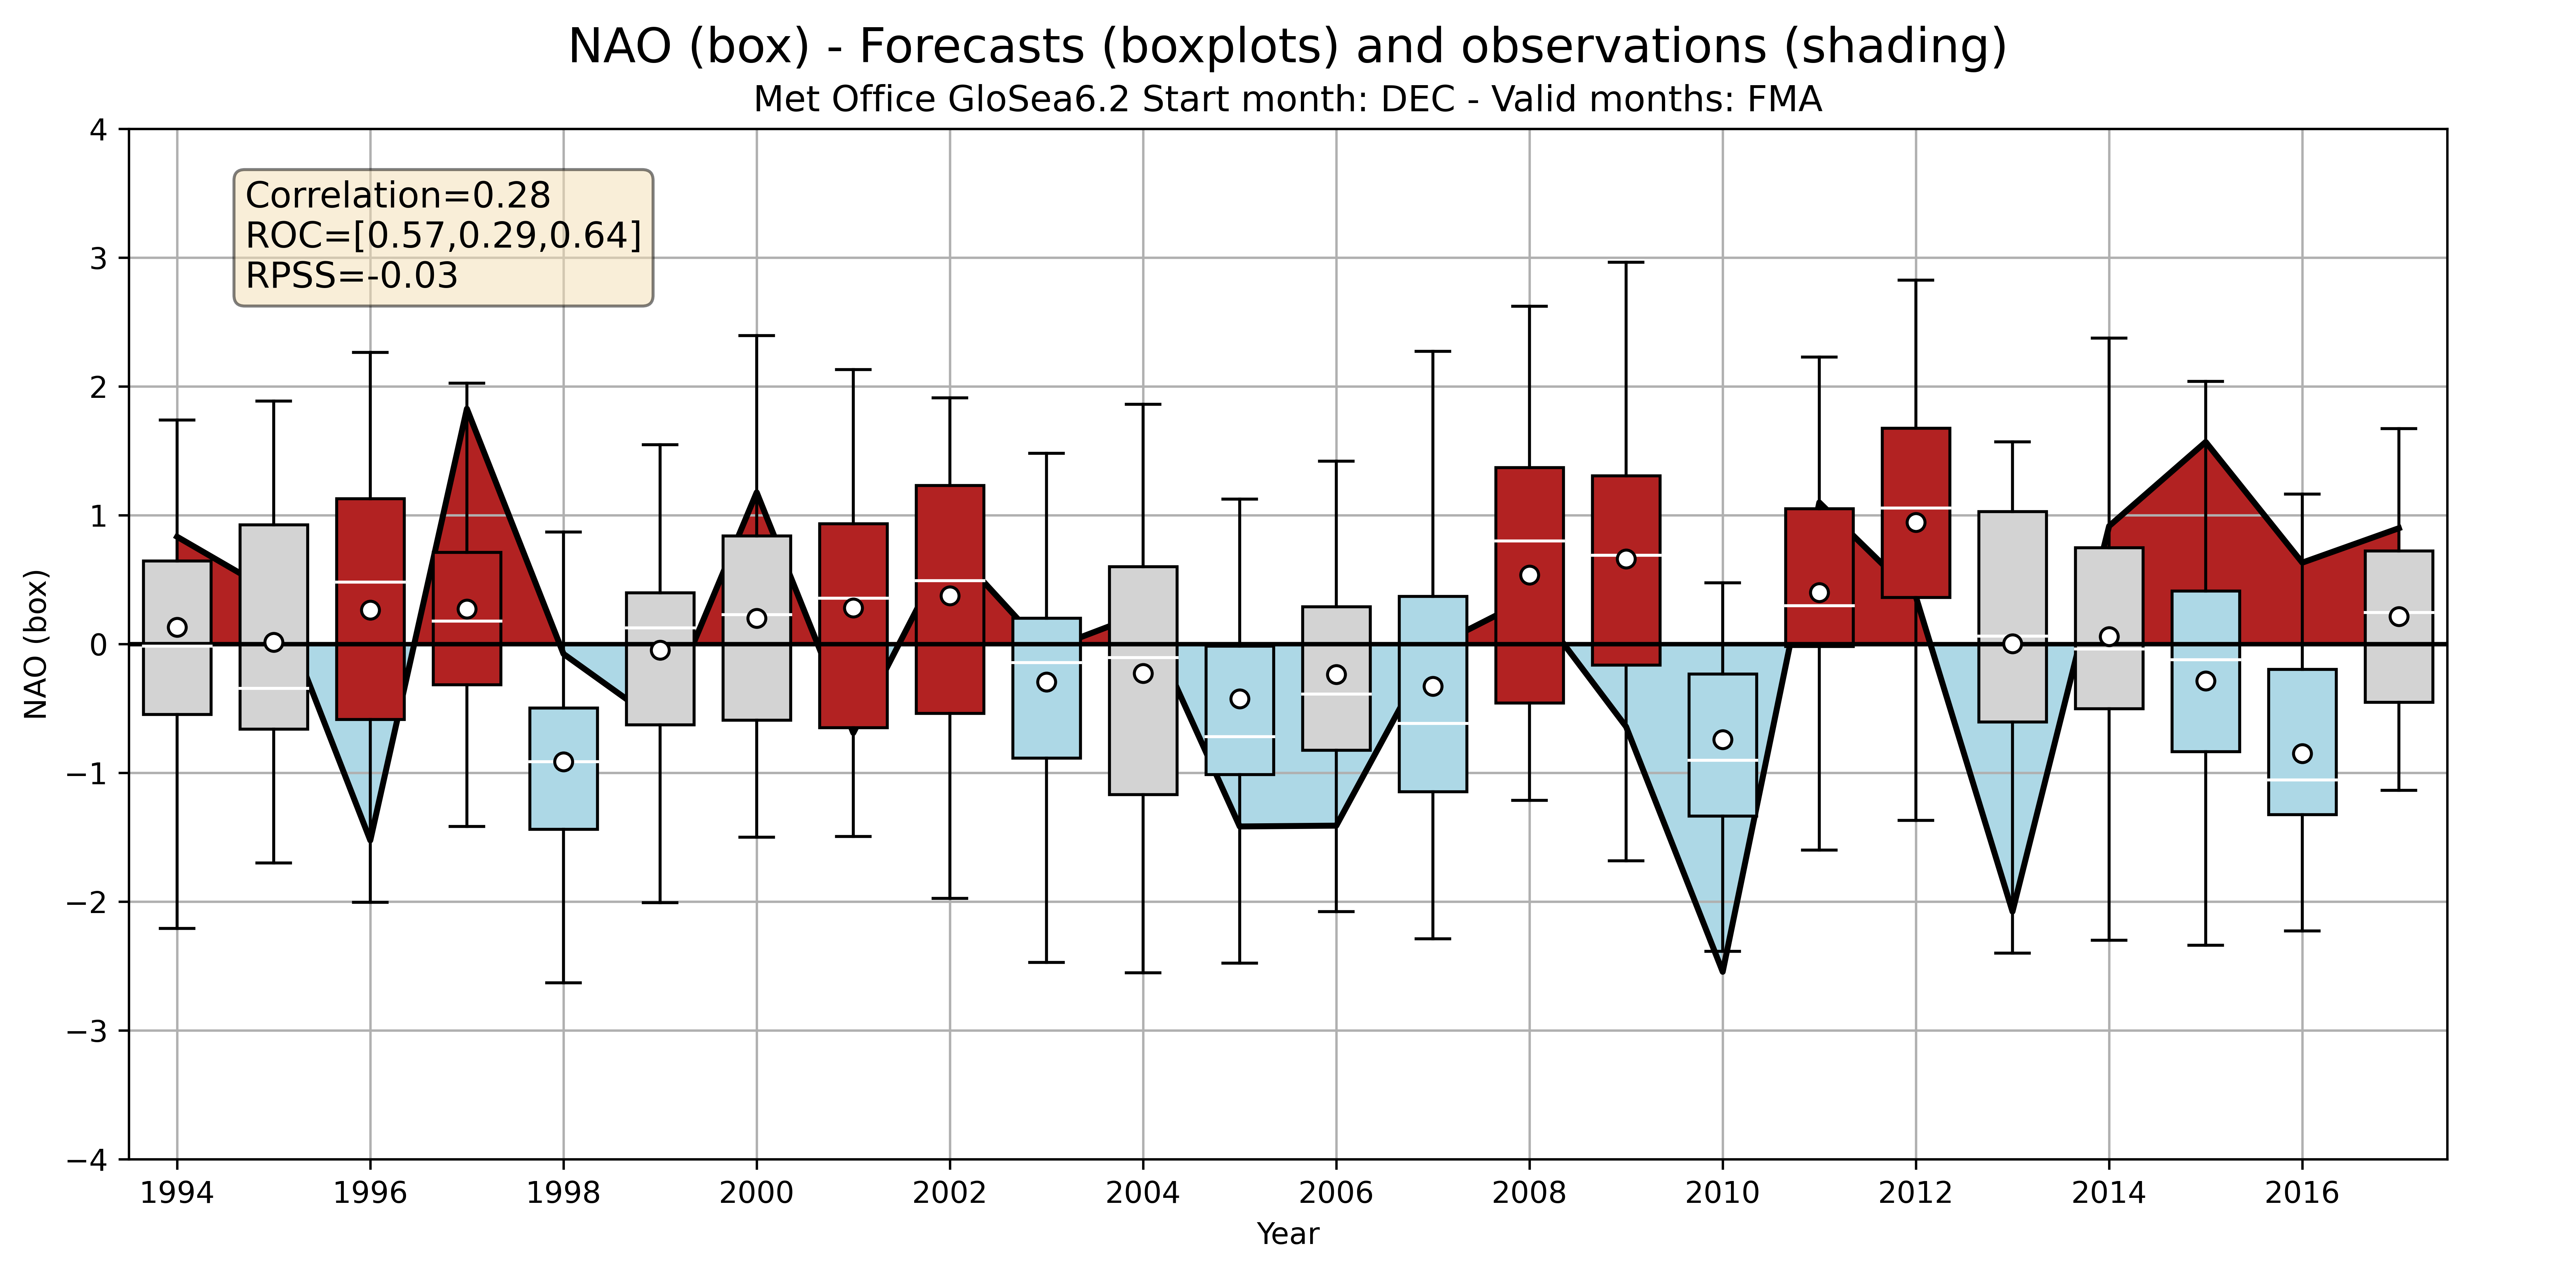 NAO (box) - Forecasts (boxplots) and observations (shading)
Met Office GloSea6.2 Start month: DEC - Valid months: FMA
Correlation=0.28
ROC=[0.57,0.29,0.64]
RPSS=-0.03
NAO (box)
4
3
2
1
0
−1
−2
−3
−4
1994 1996 1998 2000 2002 2004 2006 2008 2010 2012 2014 2016
Year